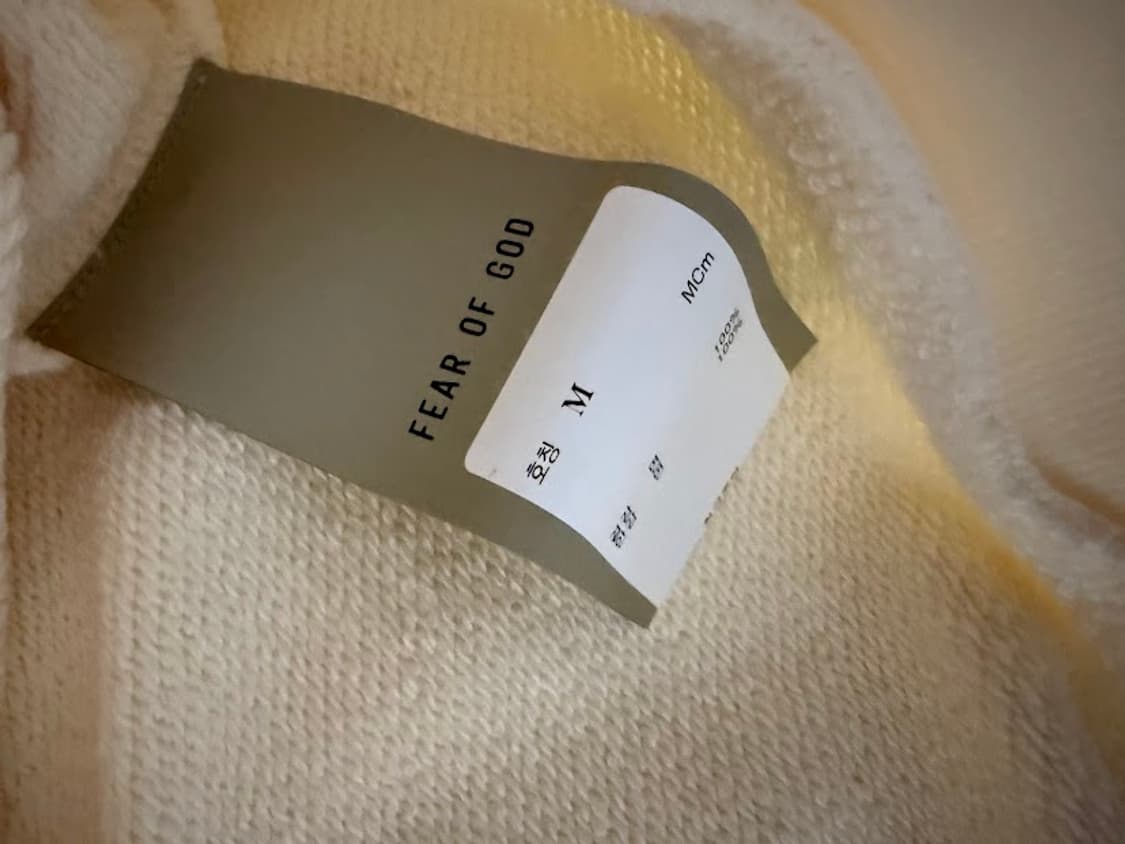 FEAR OF GOD
호칭 M MCm
100%
100%